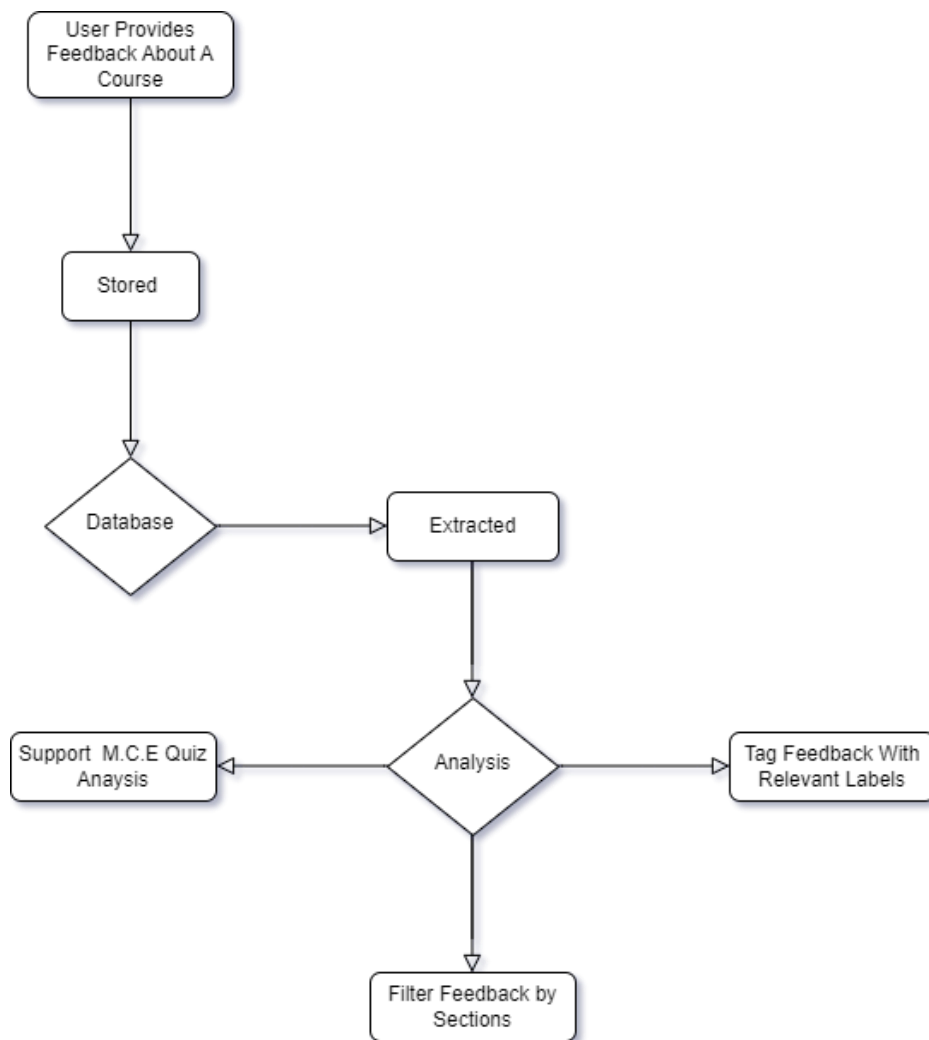 User Provides
Feedback About A
Course
Stored
Database
Extracted
Analysis
Support M.C.E Quiz
Anaysis
Tag Feedback With
Relevant Labels
Filter Feedback by
Sections